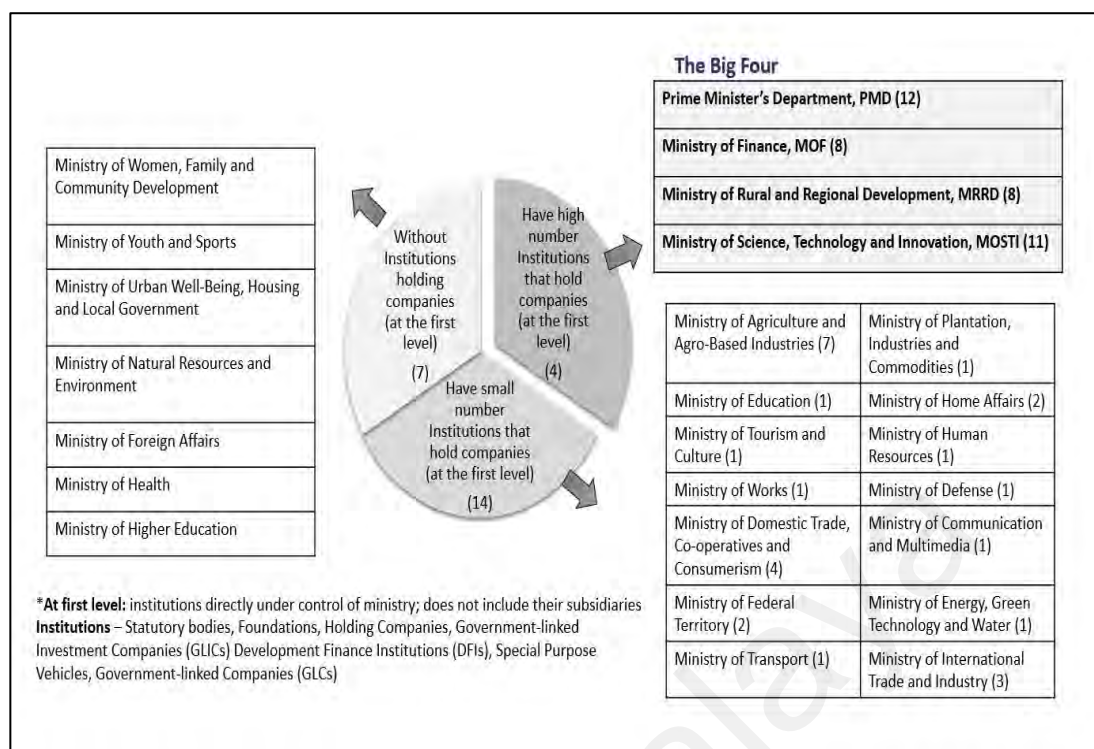 The Big Four
Prime Minister's Department, PMD (12)
Ministry of Finance, MOF (8)
Ministry of Rural and Regional Development, MRRD (8)
Ministry of Science, Technology and Innovation, MOSTI (11)
Ministry of Women, Family and
Community Development
Ministry of Youth and Sports
Ministry of Urban Well-Being, Housing
and Local Government
Ministry of Natural Resources and
Environment
Ministry of Foreign Affairs
Ministry of Health
Ministry of Higher Education
Without
Institutions
holding
companies
(at the first
level)
(7)
Have high
number
Institutions
that hold
companies
(at the first
level)
(4)
Have small
number
Institutions that
hold companies
(at the first level)
(14)
Ministry of Agriculture and
Agro-Based Industries (7)
Ministry of Plantation,
Industries and
Commodities (1)
Ministry of Education (1)
Ministry of Home Affairs (2)
Ministry of Tourism and
Culture (1)
Ministry of Human
Resources (1)
Ministry of Works (1)
Ministry of Defense (1)
Ministry of Domestic Trade,
Co-operatives and
Consumerism (4)
Ministry of Communication
and Multimedia (1)
Ministry of Federal
Territory (2)
Ministry of Energy, Green
Technology and Water (1)
Ministry of Transport (1)
Ministry of International
Trade and Industry (3)
*At first level: institutions directly under control of ministry; does not include their subsidiaries
Institutions – Statutory bodies, Foundations, Holding Companies, Government-linked
Investment Companies (GLICs) Development Finance Institutions (DFIs), Special Purpose
Vehicles, Government-linked Companies (GLCs)